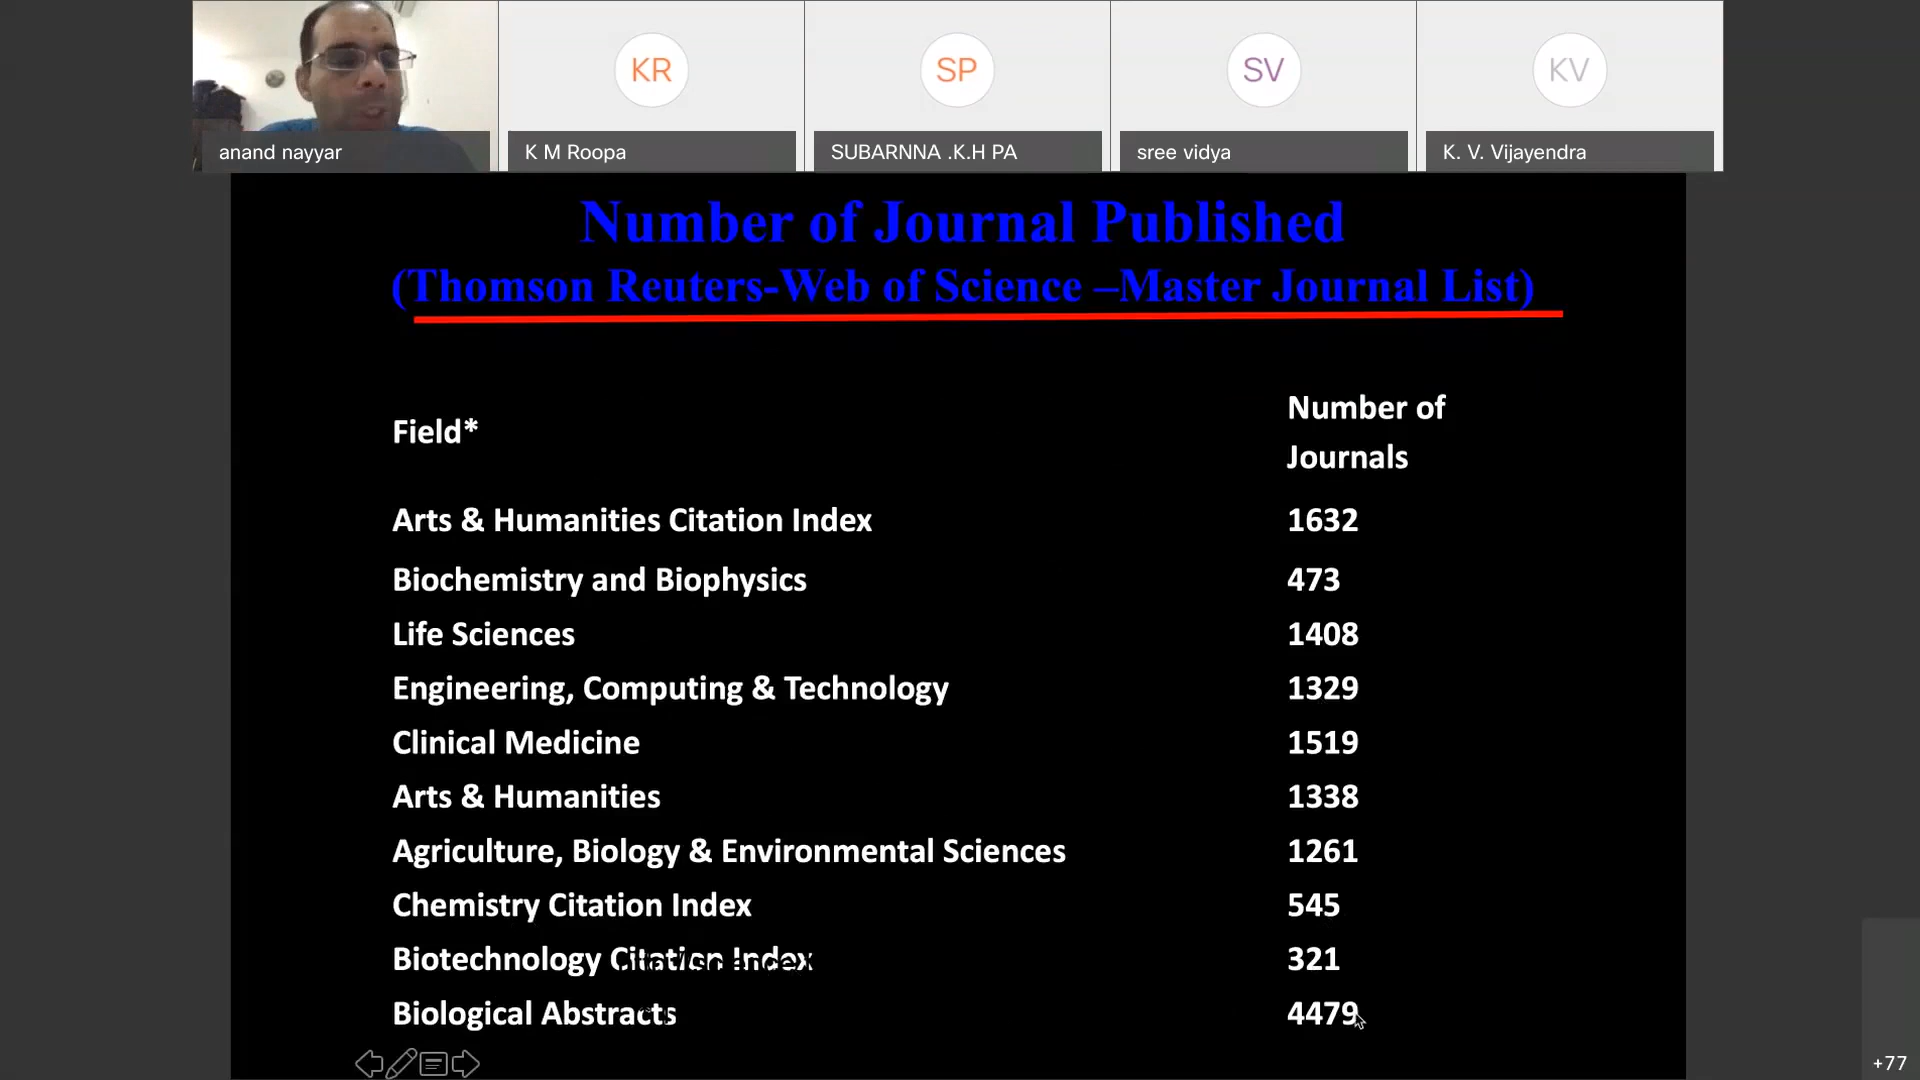 KR
SP
SV
KV
anand nayyar
K M Roopa
SUBARNNA .K.H PA
sree vidya
K. V. Vijayendra
Number of Journal Published
(Thomson Reuters-Web of Science –Master Journal List)
Field* Number of
Journals
Arts & Humanities Citation Index 1632
Biochemistry and Biophysics 473
Life Sciences 1408
Engineering, Computing & Technology 1329
Clinical Medicine 1519
Arts & Humanities 1338
Agriculture, Biology & Environmental Sciences 1261
Chemistry Citation Index 545
Biotechnology Citation Index 321
Biological Abstracts 4479
+77